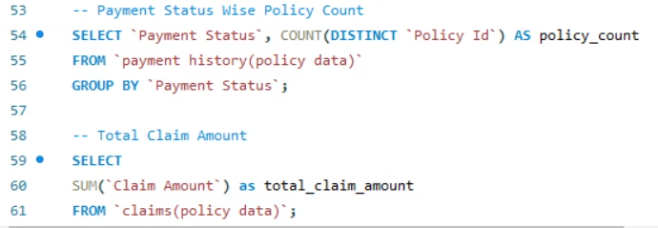 53 -- Payment Status Wise Policy Count
54 SELECT `Payment Status`, COUNT(DISTINCT `Policy Id`) AS policy_count
55 FROM `payment history(policy data)`
56 GROUP BY `Payment Status`;
57
58 -- Total Claim Amount
59 SELECT
60 SUM(`Claim Amount`) as total_claim_amount
61 FROM `claims(policy data)`;